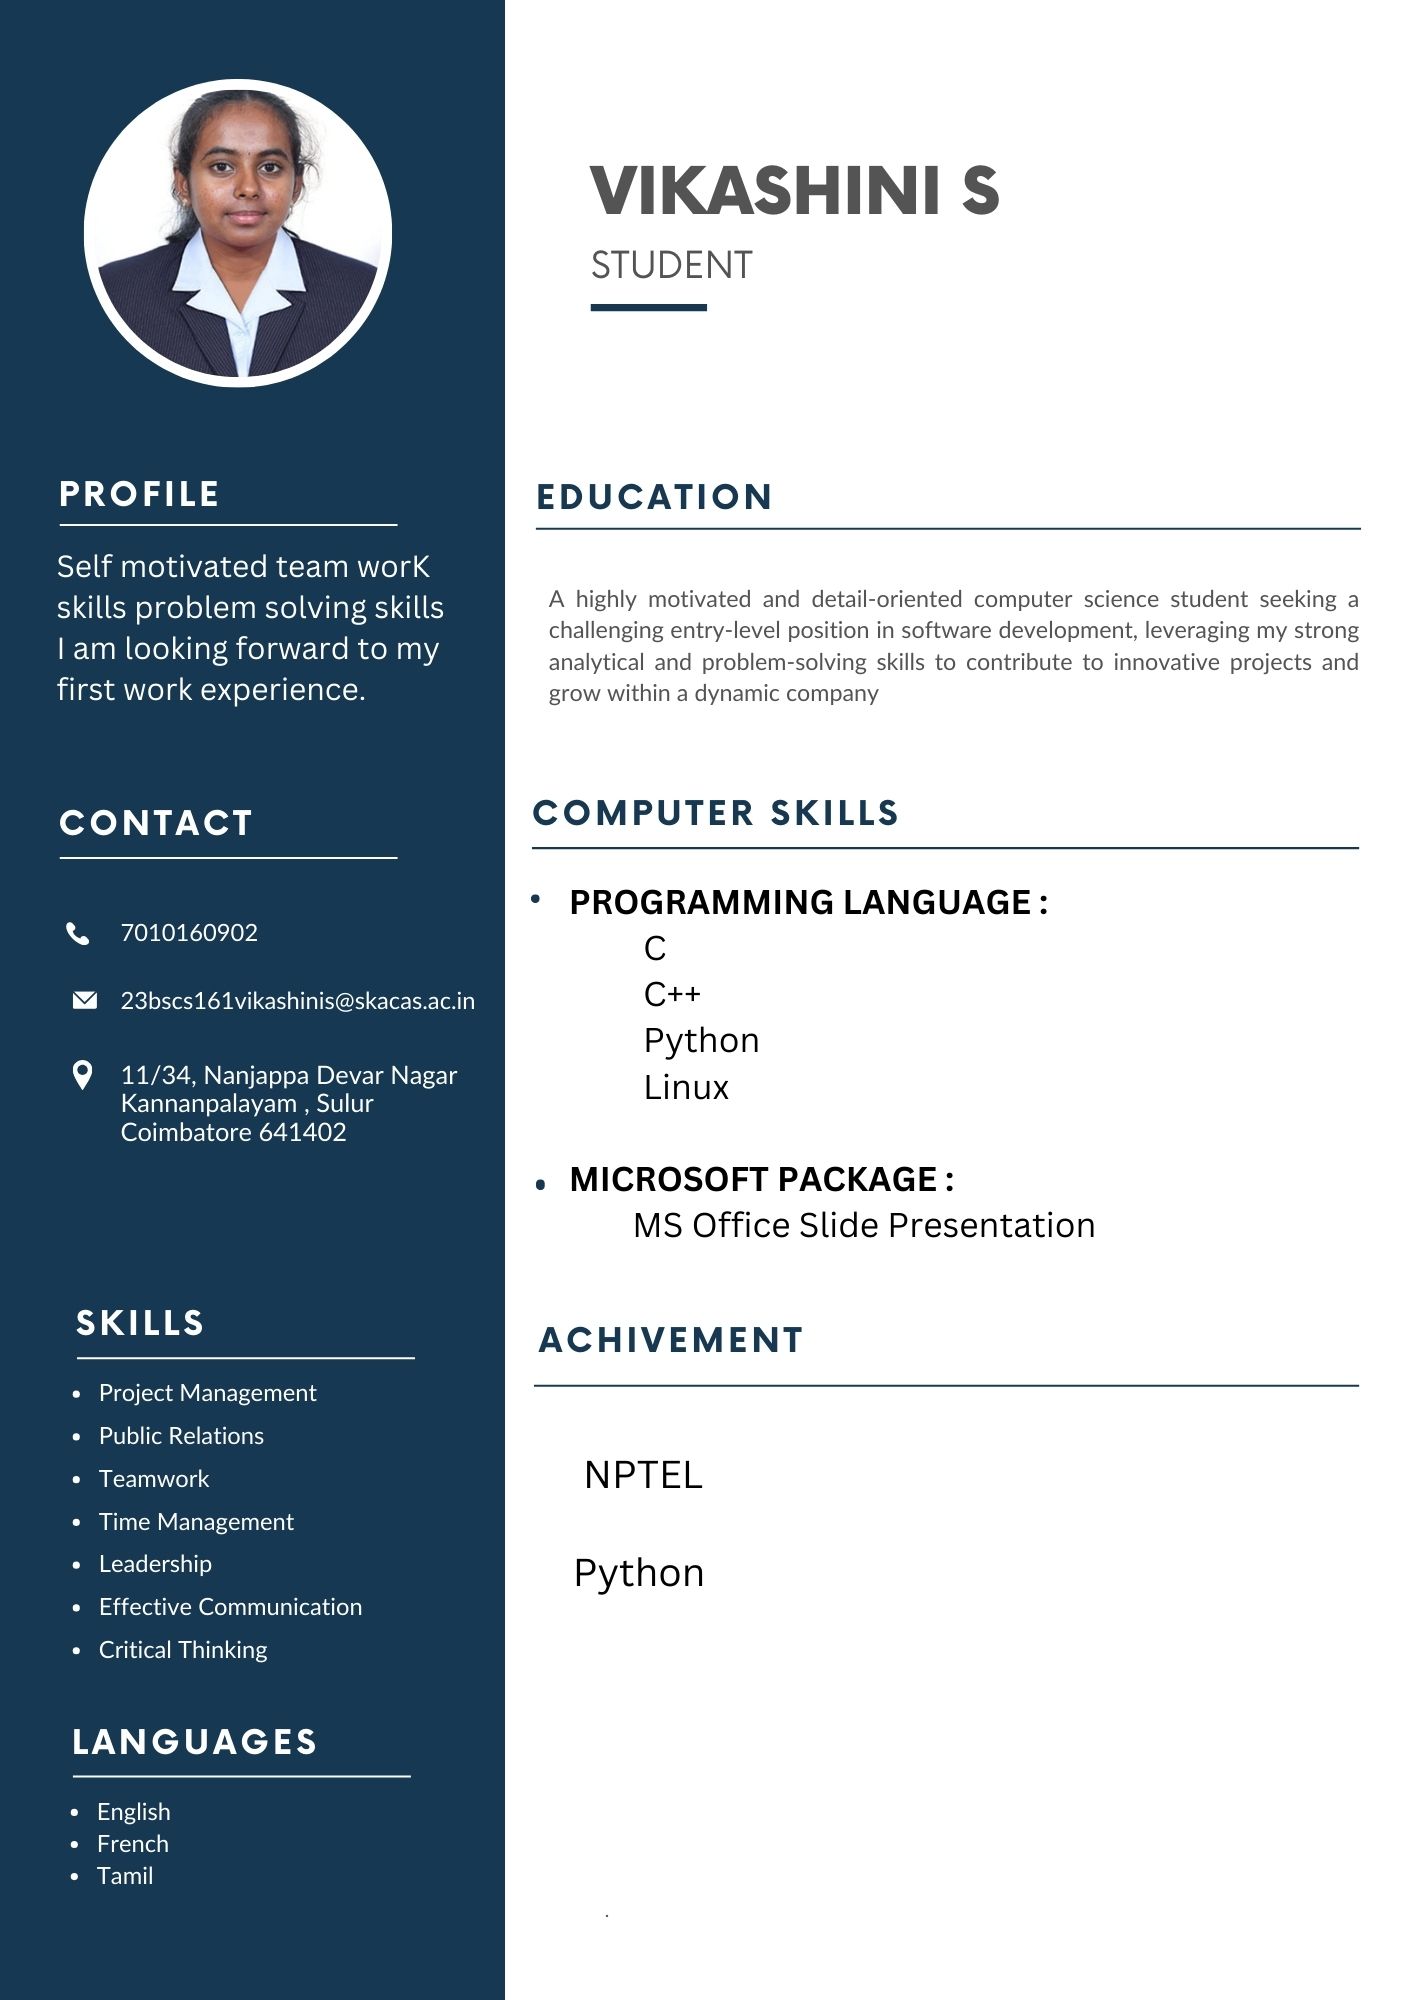 VIKASHINI S
STUDENT
PROFILE
Self motivated team worK
skills problem solving skills
I am looking forward to my
first work experience.
CONTACT
7010160902
23bscs161vikashinis@skacas.ac.in
11/34, Nanjappa Devar Nagar
Kannanpalayam , Sulur
Coimbatore 641402
SKILLS
• Project Management
• Public Relations
• Teamwork
• Time Management
• Leadership
• Effective Communication
• Critical Thinking
LANGUAGES
• English
• French
• Tamil
EDUCATION
A highly motivated and detail-oriented computer science student seeking a
challenging entry-level position in software development, leveraging my strong
analytical and problem-solving skills to contribute to innovative projects and
grow within a dynamic company
COMPUTER SKILLS
• PROGRAMMING LANGUAGE :
C
C++
Python
Linux
• MICROSOFT PACKAGE :
MS Office Slide Presentation
ACHIVEMENT
NPTEL
Python
.